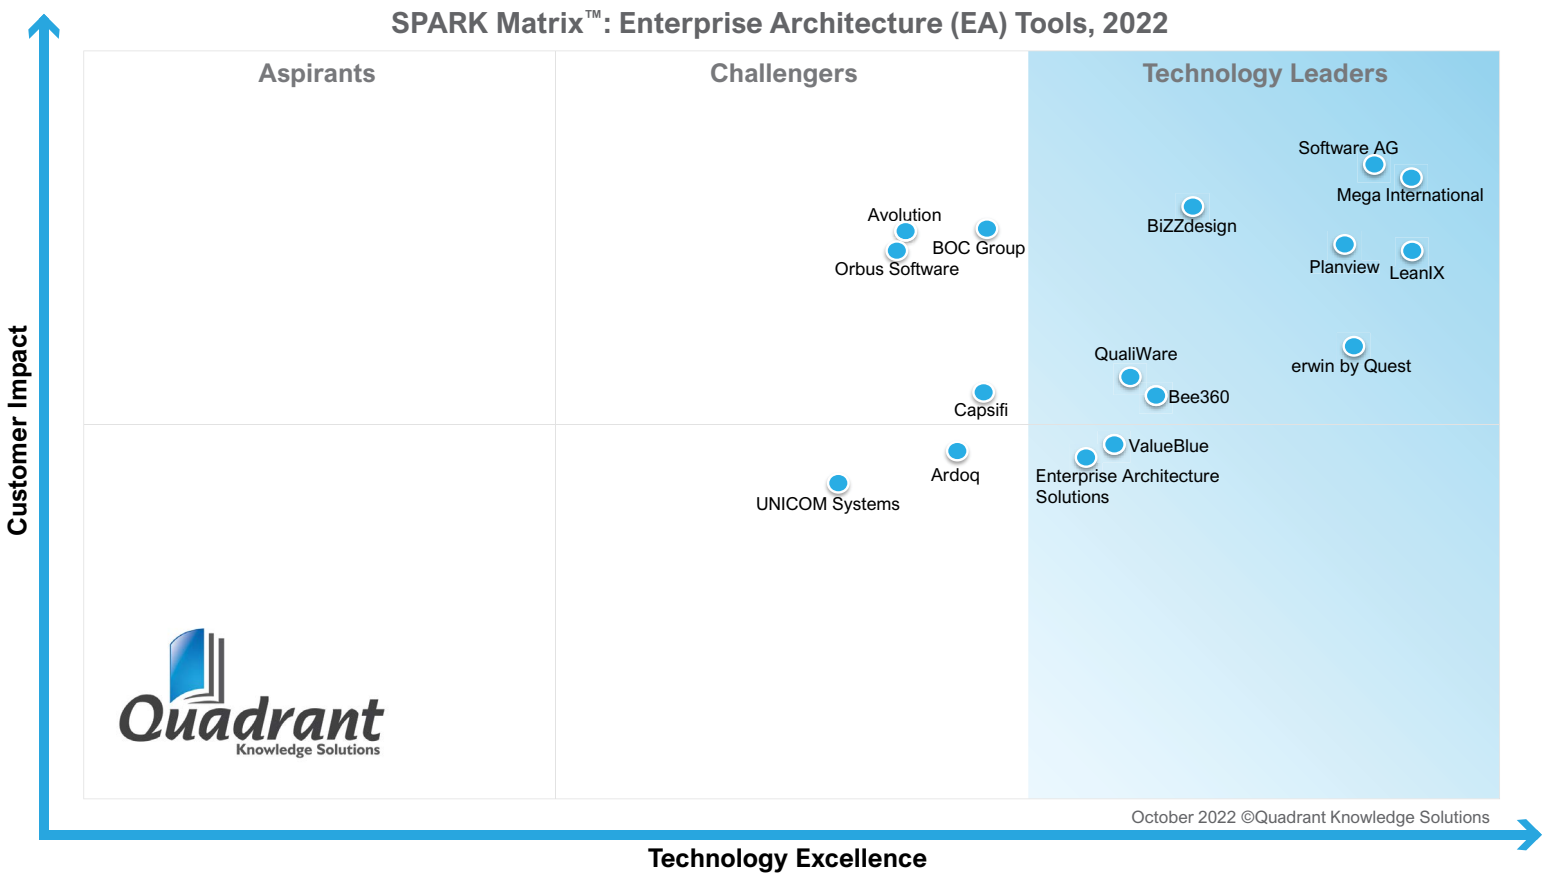 SPARK Matrix™: Enterprise Architecture (EA) Tools, 2022
Aspirants
Challengers
Technology Leaders
Software AG
Mega International
Avolution
BOC Group
Orbus Software
BiZZdesign
Planview
LeanIX
QualiWare
erwin by Quest
Bee360
Capsifi
ValueBlue
Ardoq
Enterprise Architecture
Solutions
UNICOM Systems
Customer Impact
Quadrant
Knowledge Solutions
October 2022 ©Quadrant Knowledge Solutions
Technology Excellence